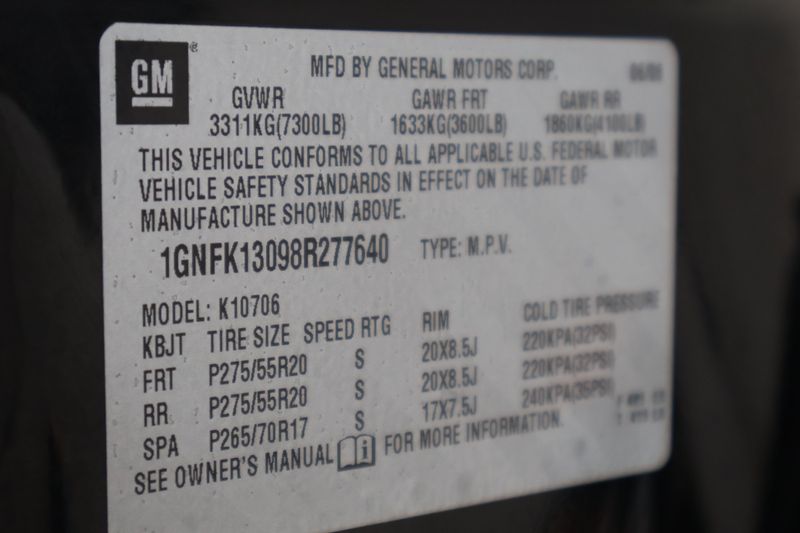 GM
MFD BY GENERAL MOTORS CORP.
GVWR GAWR FRT GAWR RR
3311KG(7300LB) 1633KG(3600LB) 1860KG(4100LB)
THIS VEHICLE CONFORMS TO ALL APPLICABLE U.S. FEDERAL MOTOR
VEHICLE SAFETY STANDARDS IN EFFECT ON THE DATE OF
MANUFACTURE SHOWN ABOVE.
1GNFK13098R277640 TYPE: M.P.V.
MODEL: K10706
KBJT TIRE SIZE SPEED RTG RIM COLD TIRE PRESSURE
FRT P275/55R20 S 20X8.5J 220KPA(32PSI)
RR P275/55R20 S 20X8.5J 220KPA(32PSI)
SPA P265/70R17 S 17X7.5J 240KPA(35PSI)
SEE OWNER'S MANUAL FOR MORE INFORMATION.